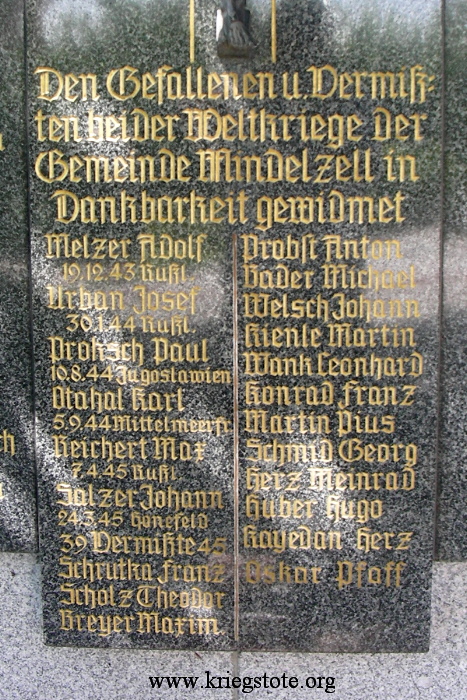 Den Gefallenen u. Vermiß-
ten beider Weltkriege der
Gemeinde Mindelzell in
Dankbarkeit gewidmet
Melzer Adolf
19.12.43 Rußl
Urban Josef
30.1.44 Rußl.
Proksch Paul
10.8.44 Jugoslawien
Otahal Karl
5.9.44 Mittelmeerfr
Reichert Max
7.4.45 Rußl
Salzer Johann
24.3.45 Hünefeld
39. Vermißte 45
Schrutka Franz
Scholz Theodor
Breyer Maxim.
Probst Anton
Bader Michael
Welsch Johann
Kienle Martin
Wank Leonhard
Konrad Franz
Martin Pius
Schmid Georg
Herz Meinrad
Huber Hugo
Kayedan Herz
Oskar Pfaff
www.kriegstote.org